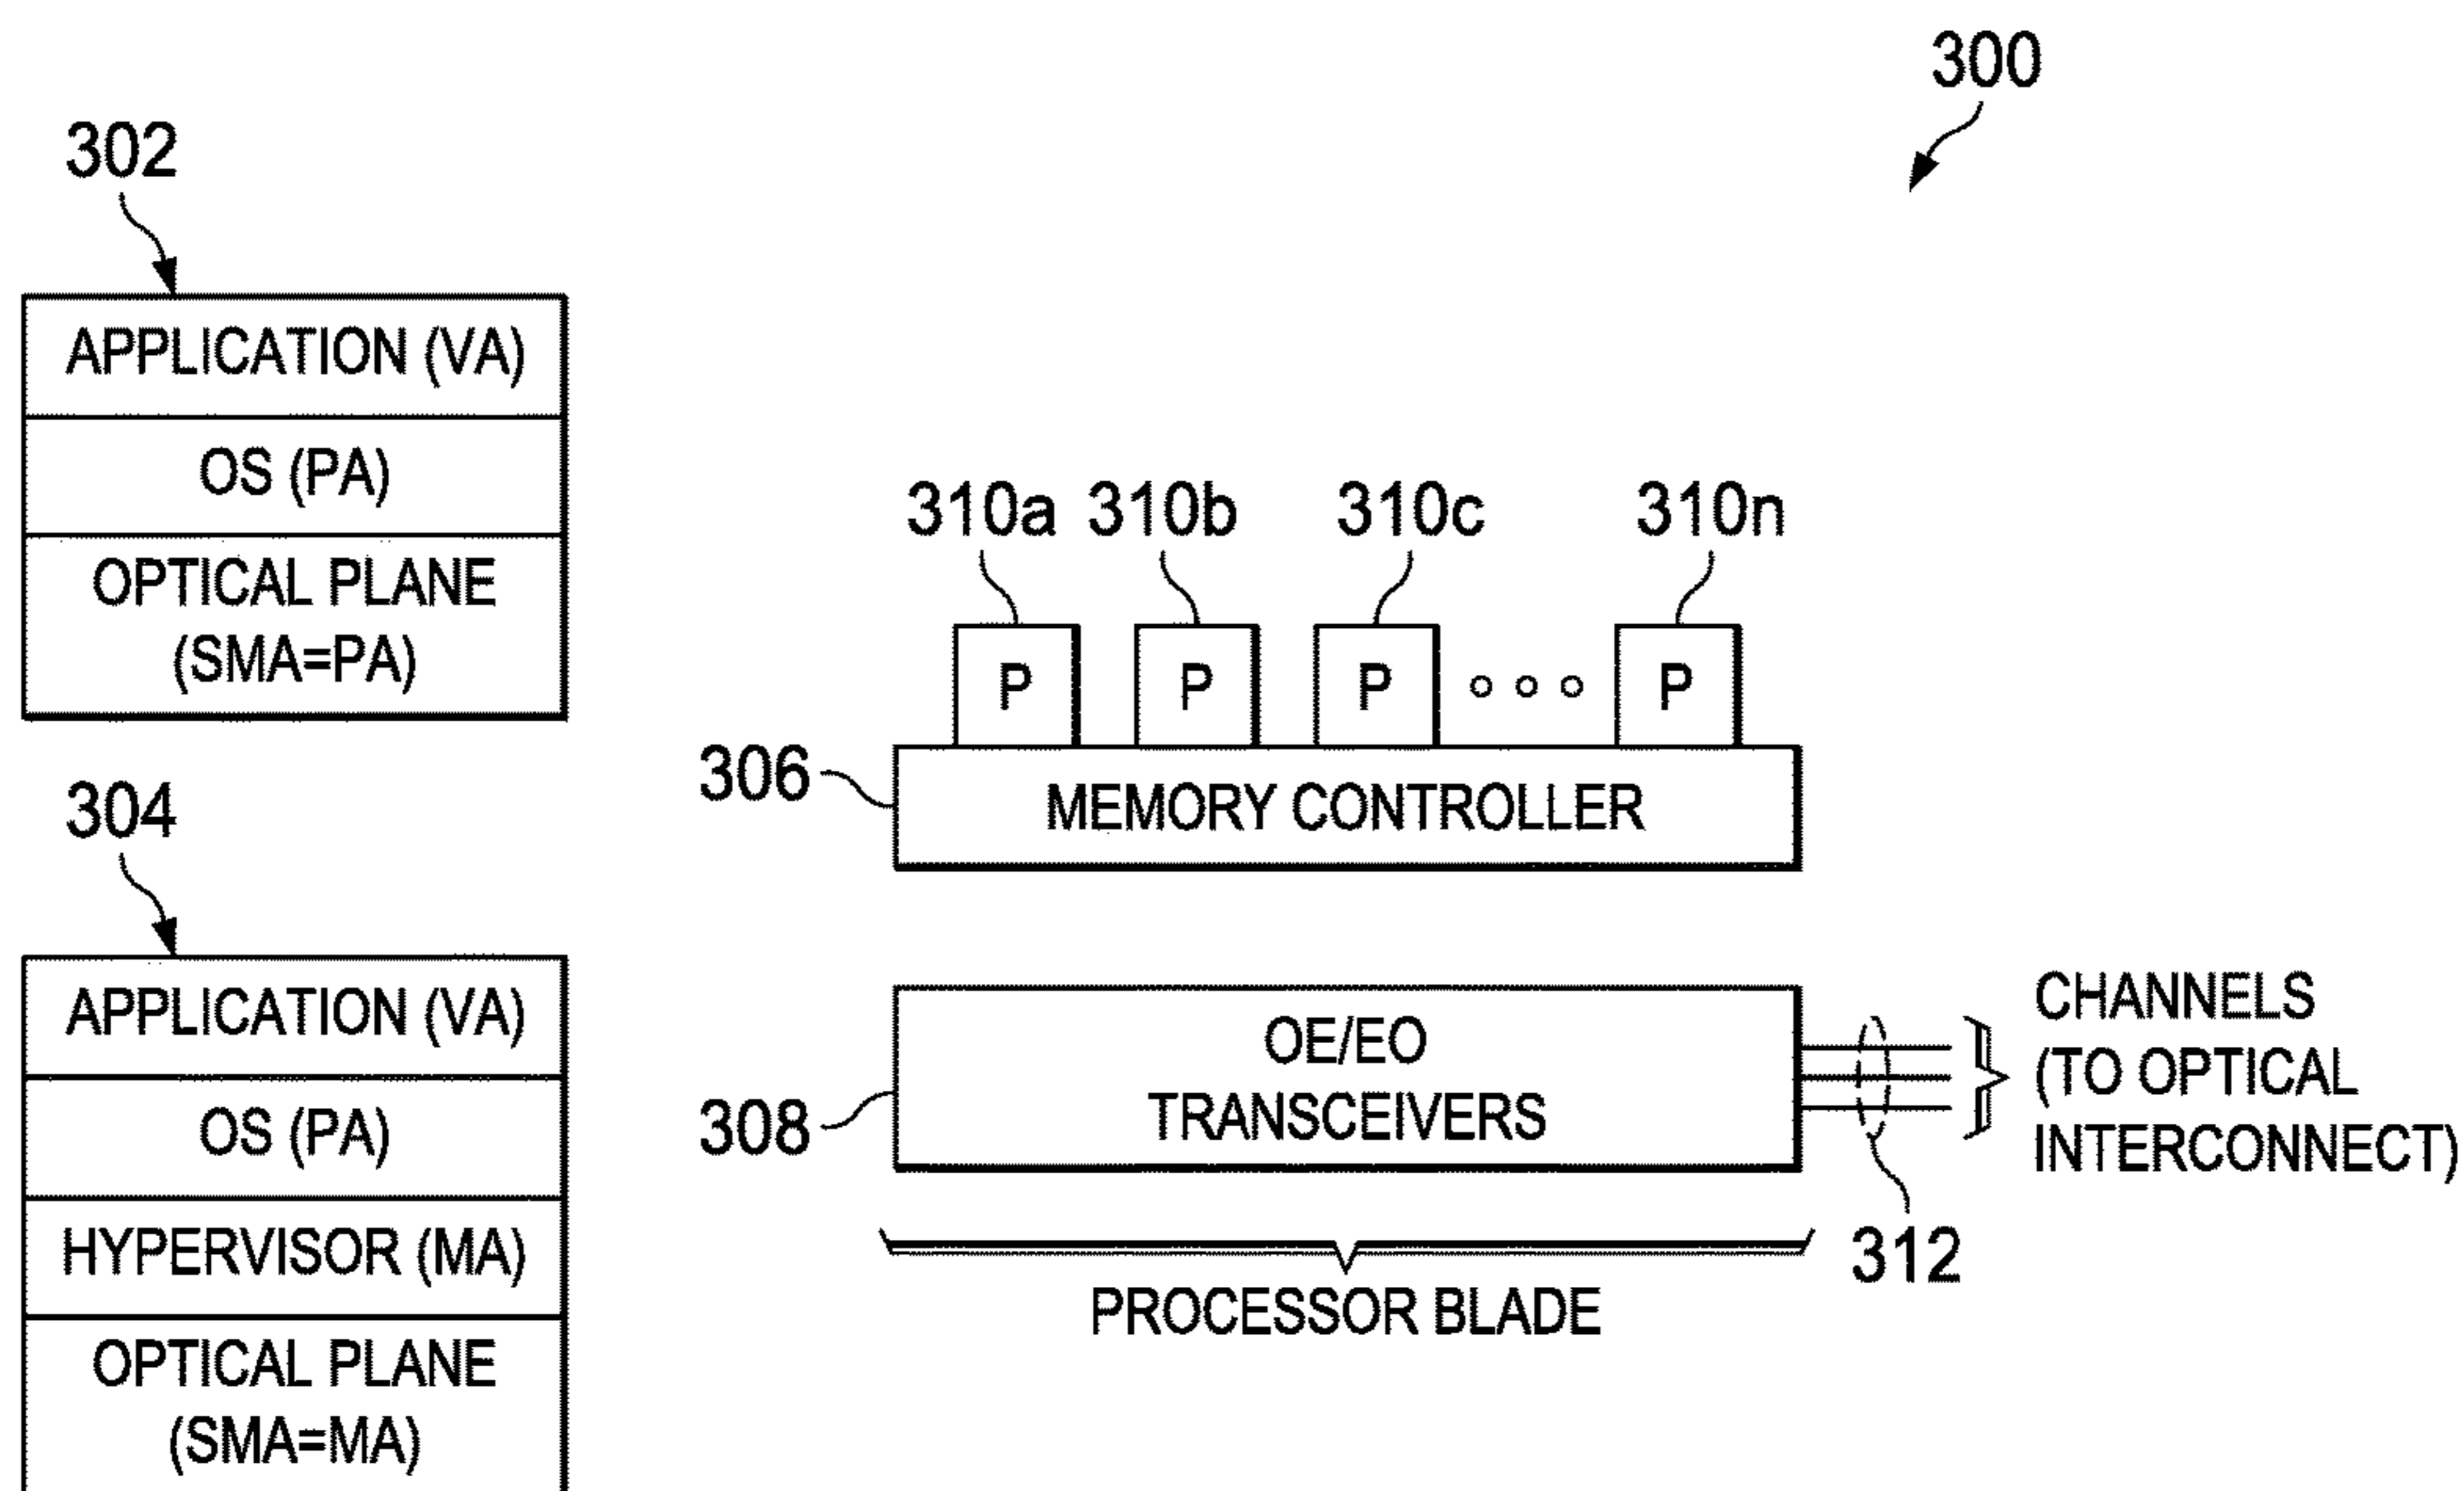 300
302
APPLICATION (VA)
OS (PA)
OPTICAL PLANE
(SMA=PA)
304
APPLICATION (VA)
OS (PA)
HYPERVISOR (MA)
OPTICAL PLANE
(SMA=MA)
310a 310b 310c 310n
P P P P
306
MEMORY CONTROLLER
308
OE/EO
TRANSCEIVERS
CHANNELS
(TO OPTICAL
INTERCONNECT)
312
PROCESSOR BLADE